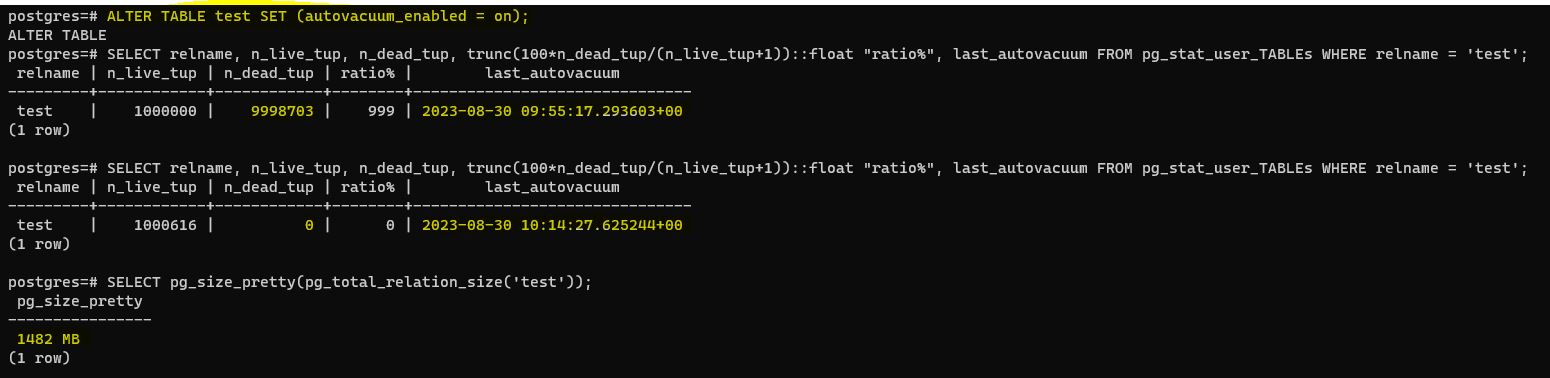 postgres=# ALTER TABLE test SET (autovacuum_enabled = on);
ALTER TABLE
postgres=# SELECT relname, n_live_tup, n_dead_tup, trunc(100*n_dead_tup/(n_live_tup+1))::float "ratio%", last_autovacuum FROM pg_stat_user_TABLEs WHERE relname = 'test';
 relname | n_live_tup | n_dead_tup | ratio% |        last_autovacuum
---------+------------+------------+--------+-------------------------------
 test    |    1000000 |    9998703 |    999 | 2023-08-30 09:55:17.293603+00
(1 row)
postgres=# SELECT relname, n_live_tup, n_dead_tup, trunc(100*n_dead_tup/(n_live_tup+1))::float "ratio%", last_autovacuum FROM pg_stat_user_TABLEs WHERE relname = 'test';
 relname | n_live_tup | n_dead_tup | ratio% |        last_autovacuum
---------+------------+------------+--------+-------------------------------
 test    |    1000616 |          0 |      0 | 2023-08-30 10:14:27.625244+00
(1 row)
postgres=# SELECT pg_size_pretty(pg_total_relation_size('test'));
 pg_size_pretty
----------------
 1482 MB
(1 row)